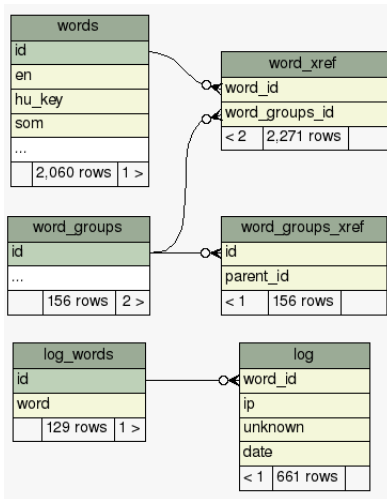 words
id
en
hu_key
som
...
2,060 rows 1 >
word_xref
word_id
word_groups_id
< 2 2,271 rows
word_groups
id
...
156 rows 2 >
word_groups_xref
id
parent_id
< 1 156 rows
log_words
id
word
129 rows 1 >
log
word_id
ip
unknown
date
< 1 661 rows